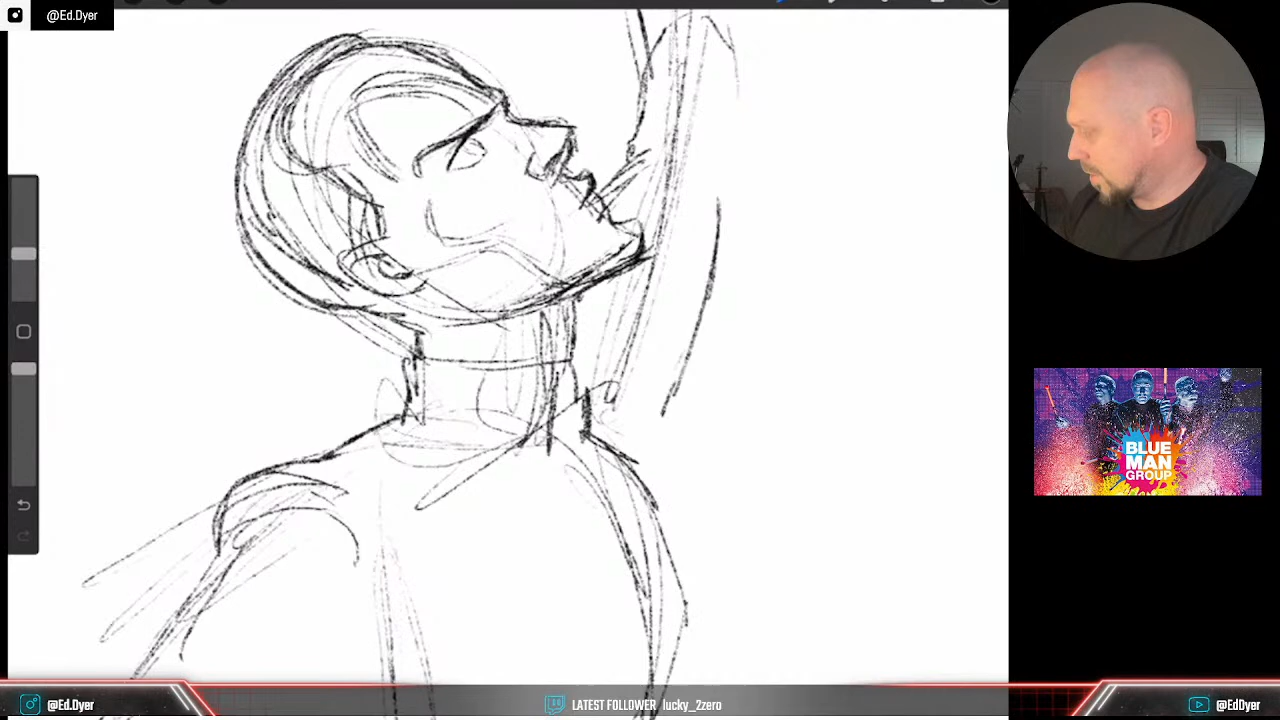 @Ed.Dyer
BLUE
MAN
GROUP
@Ed.Dyer
LATEST FOLLOWER lucky_2zero
@EdDyer